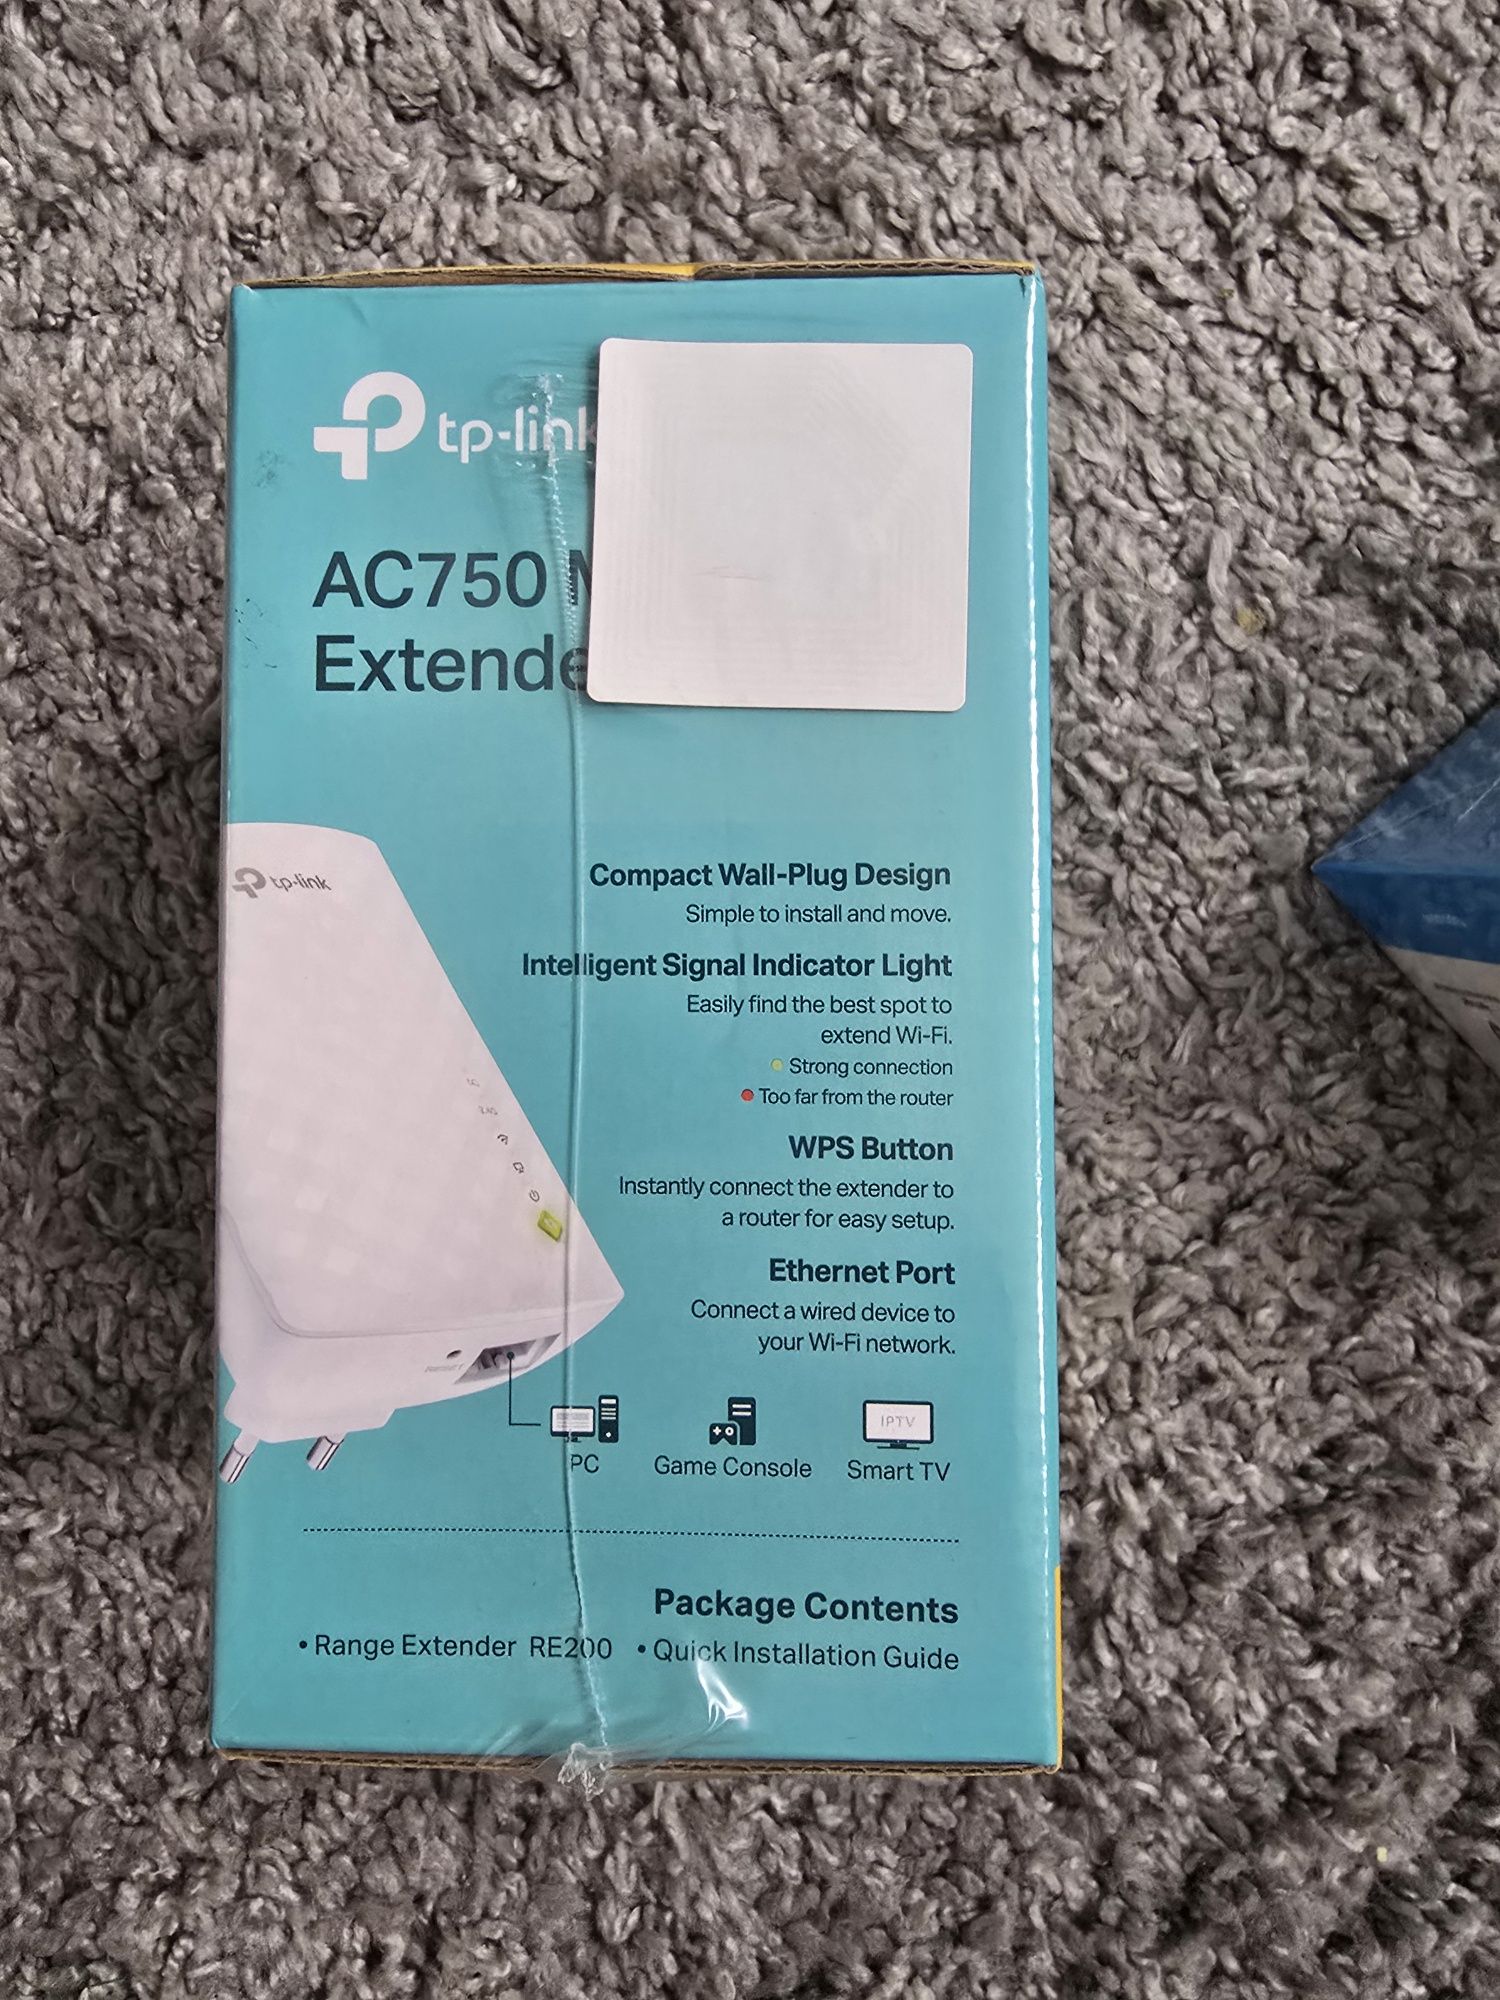 tp-link
AC750
Extende
tp-link
Compact Wall-Plug Design
Simple to install and move.
Intelligent Signal Indicator Light
Easily find the best spot to
extend Wi-Fi.
Strong connection
Too far from the router
WPS Button
Instantly connect the extender to
a router for easy setup.
Ethernet Port
Connect a wired device to
your Wi-Fi network.
RESET
IPTV
PC
Game Console
Smart TV
Package Contents
• Range Extender RE200 • Quick Installation Guide